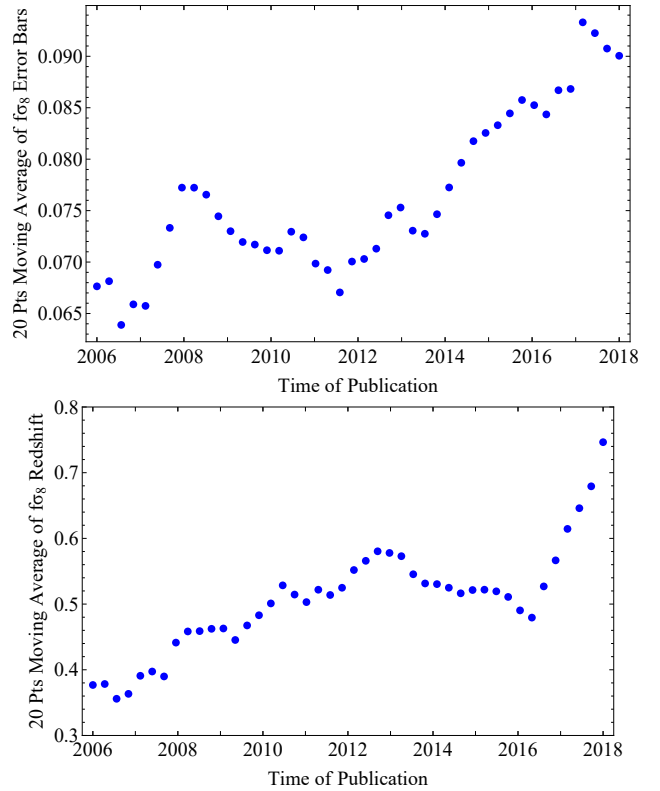 20 Pts Moving Average of fσ₈ Error Bars
0.090
0.085
0.080
0.075
0.070
0.065
2006 2008 2010 2012 2014 2016 2018
Time of Publication
20 Pts Moving Average of fσ₈ Redshift
0.8
0.7
0.6
0.5
0.4
0.3
2006 2008 2010 2012 2014 2016 2018
Time of Publication